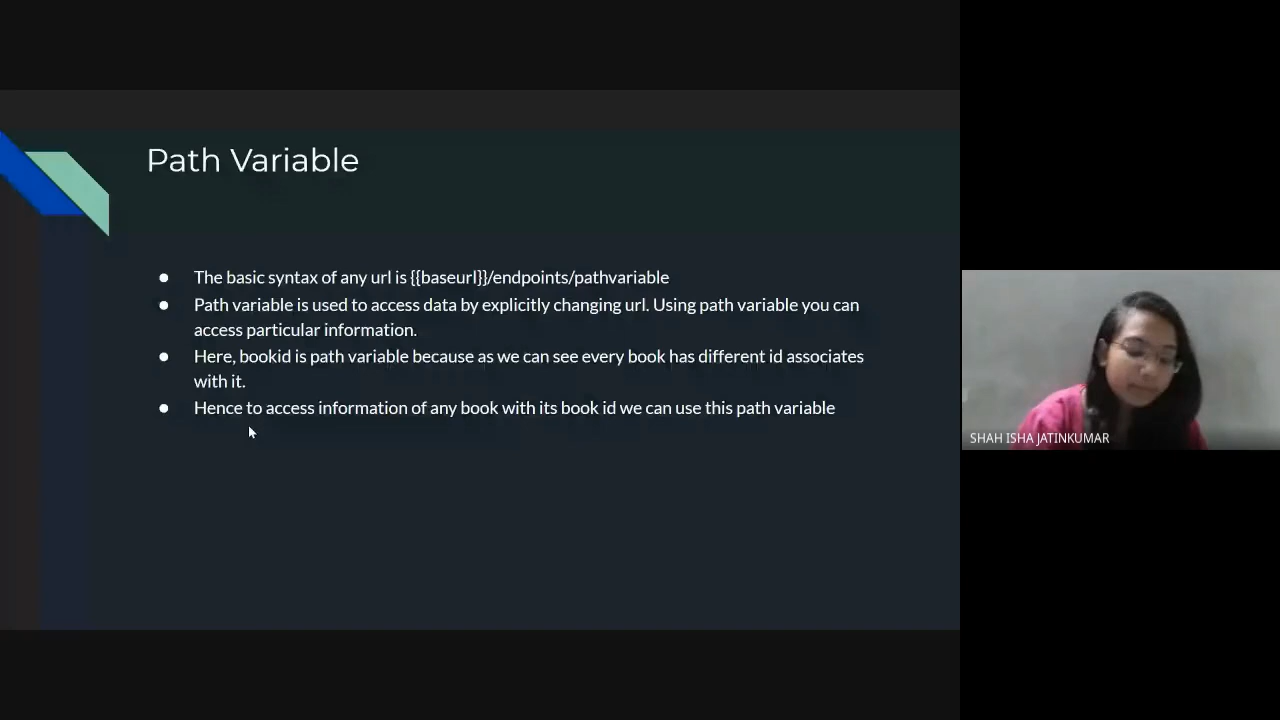 Path Variable
● The basic syntax of any url is {{baseurl}}/endpoints/pathvariable
● Path variable is used to access data by explicitly changing url. Using path variable you can
access particular information.
● Here, bookid is path variable because as we can see every book has different id associates
with it.
● Hence to access information of any book with its book id we can use this path variable
SHAH ISHA JATINKUMAR